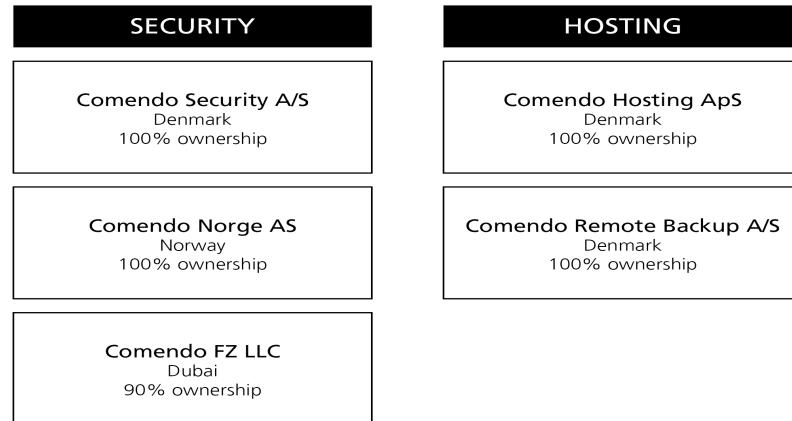 SECURITY
Comendo Security A/S
Denmark
100% ownership
Comendo Norge AS
Norway
100% ownership
Comendo FZ LLC
Dubai
90% ownership
HOSTING
Comendo Hosting ApS
Denmark
100% ownership
Comendo Remote Backup A/S
Denmark
100% ownership